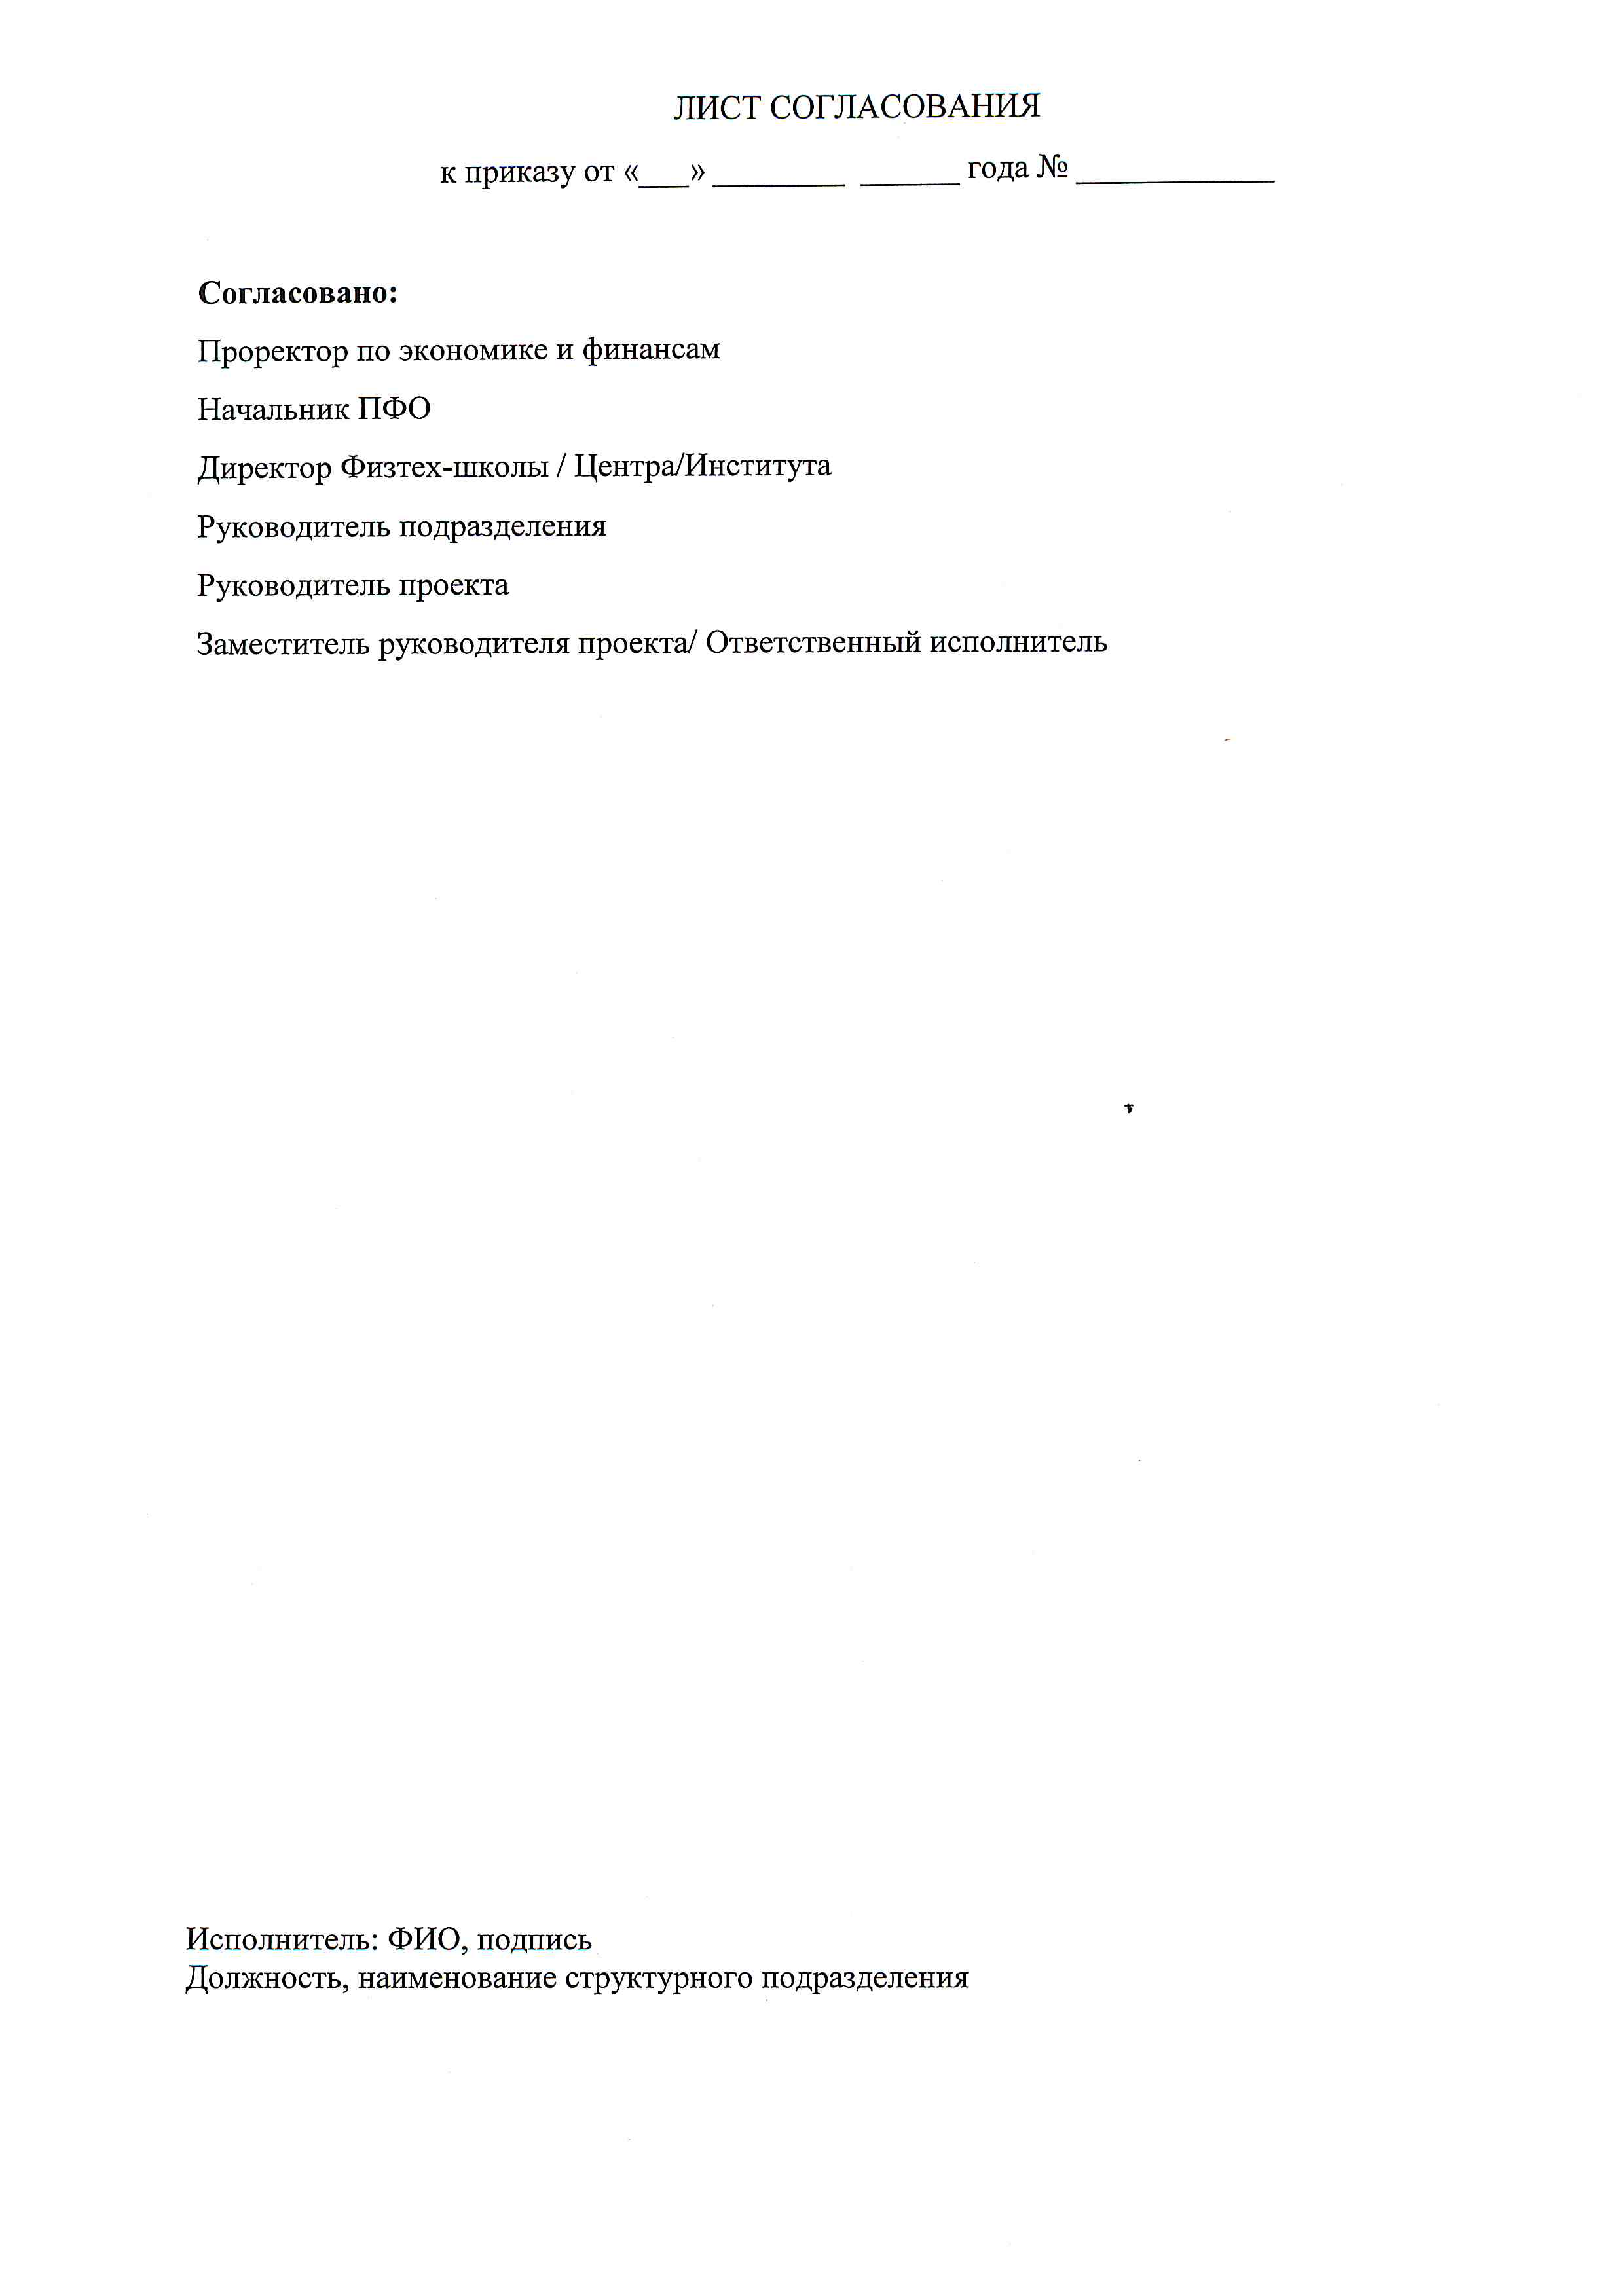 ЛИСТ СОГЛАСОВАНИЯ
к приказу от «___» ________ ______ года № ____________
Согласовано:
Проректор по экономике и финансам
Начальник ПФО
Директор Физтех-школы / Центра/Института
Руководитель подразделения
Руководитель проекта
Заместитель руководителя проекта/ Ответственный исполнитель
Исполнитель: ФИО, подпись
Должность, наименование структурного подразделения